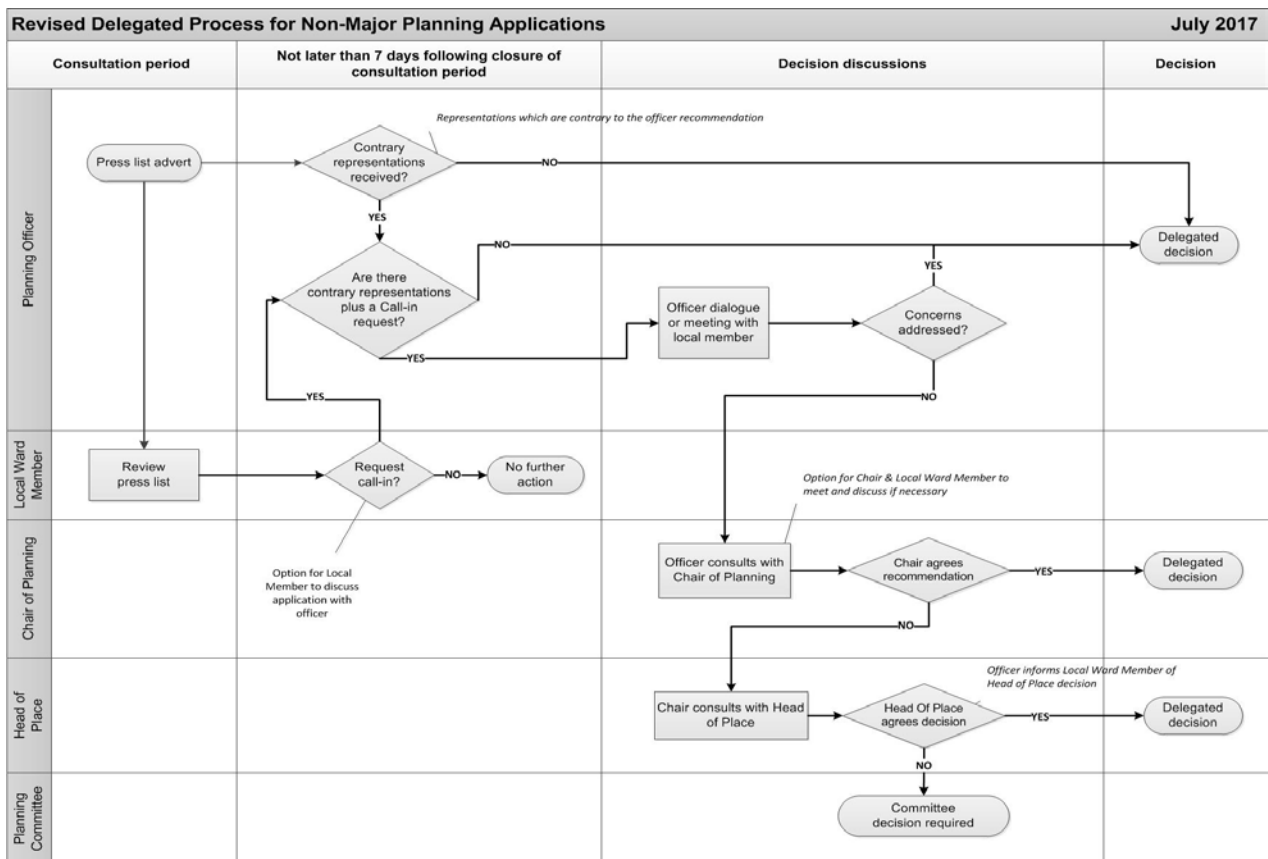 Revised Delegated Process for Non-Major Planning Applications
July 2017
Consultation period
Not later than 7 days following closure of
consultation period
Decision discussions
Decision
Planning Officer
Representations which are contrary to the officer recommendation
Press list advert
Contrary
representations
received?
NO
YES
Are there
contrary representations
plus a Call-in
request?
NO
YES
Officer dialogue
or meeting with
local member
Concerns
addressed?
YES
NO
Delegated
decision
YES
Local Ward
Member
Review
press list
Request
call-in?
NO
No further
action
Option for Local
Member to discuss
application with
officer
Option for Chair & Local Ward Member to
meet and discuss if necessary
Chair of Planning
Officer consults with
Chair of Planning
Chair agrees
recommendation
YES
Delegated
decision
NO
Head of
Place
Officer informs Local Ward Member of
Head of Place decision
Chair consults with Head
of Place
Head Of Place
agrees decision
YES
Delegated
decision
NO
Planning
Committee
Committee
decision required